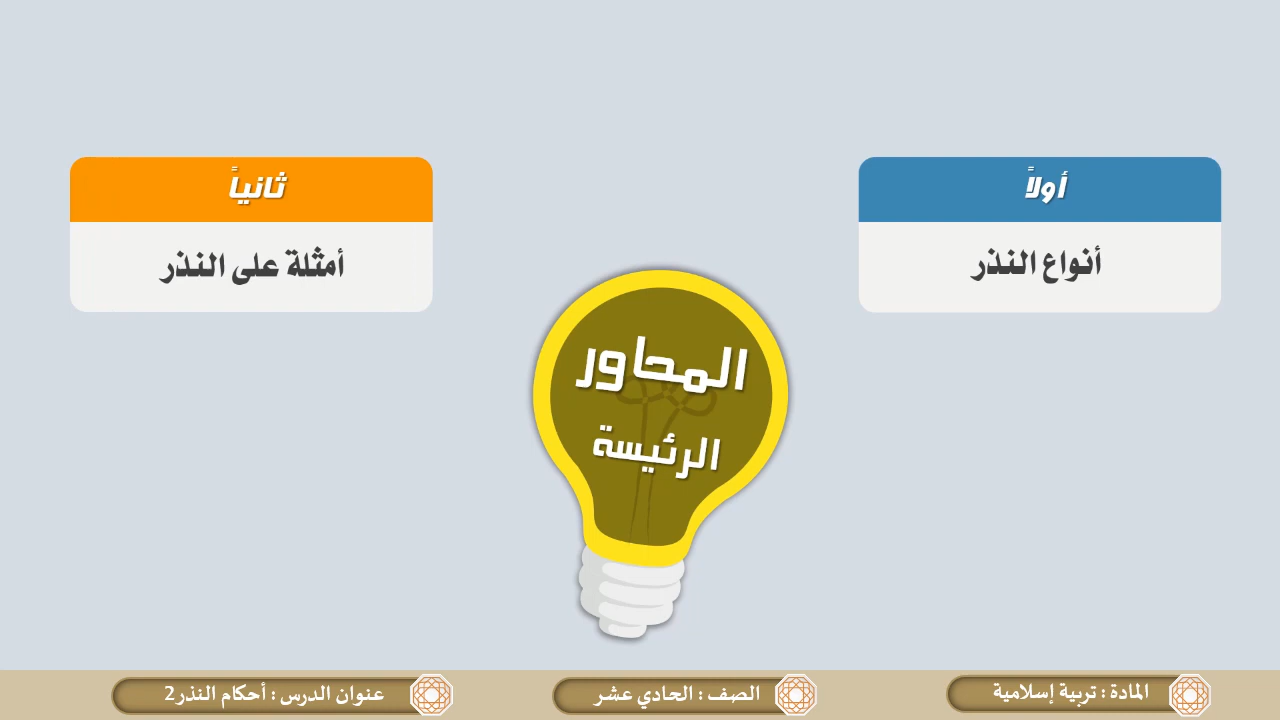 أولاً
أنواع النذر
ثانياً
أمثلة على النذر
المحاور
الرئيسة
المادة : تربية إسلامية
الصف : الحادي عشر
عنوان الدرس : أحكام النذر2